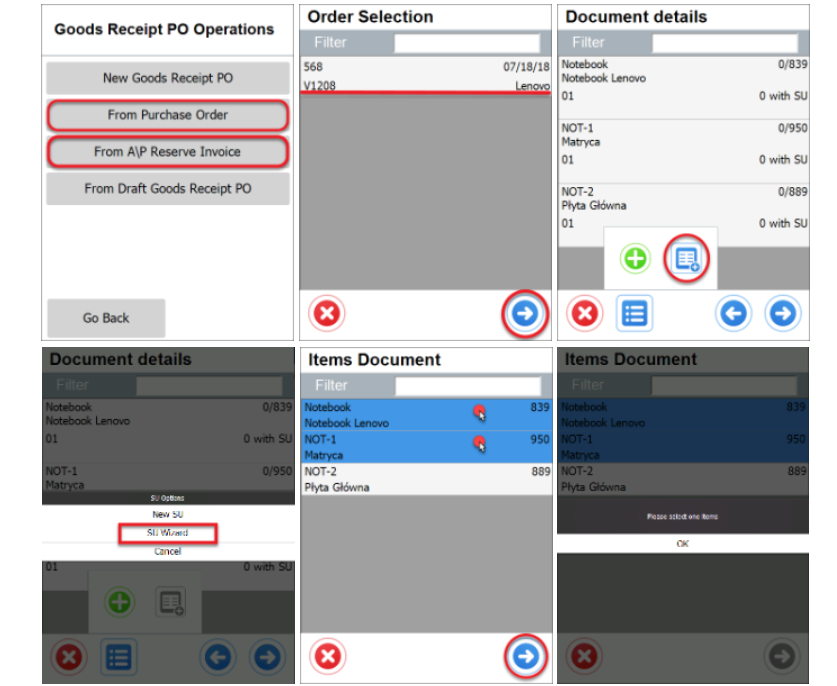 Goods Receipt PO Operations
New Goods Receipt PO
From Purchase Order
From A\P Reserve Invoice
From Draft Goods Receipt PO
Go Back
Order Selection
Filter
568 07/18/18
V1208 Lenovo
Document details
Filter
Notebook 0/839
Notebook Lenovo
01 0 with SU
NOT-1 0/950
Matryca
01 0 with SU
NOT-2 0/889
Płyta Główna
01 0 with SU
Document details
Filter
Notebook 0/839
Notebook Lenovo
01 0 with SU
NOT-1 0/950
Matryca
SU Options
New SU
SU Wizard
Cancel
01 0 with SU
Items Document
Filter
Notebook 839
Notebook Lenovo
NOT-1 950
Matryca
NOT-2 889
Płyta Główna
Items Document
Filter
Notebook 839
Notebook Lenovo
NOT-1 950
Matryca
NOT-2 889
Płyta Główna
Please select one items
OK